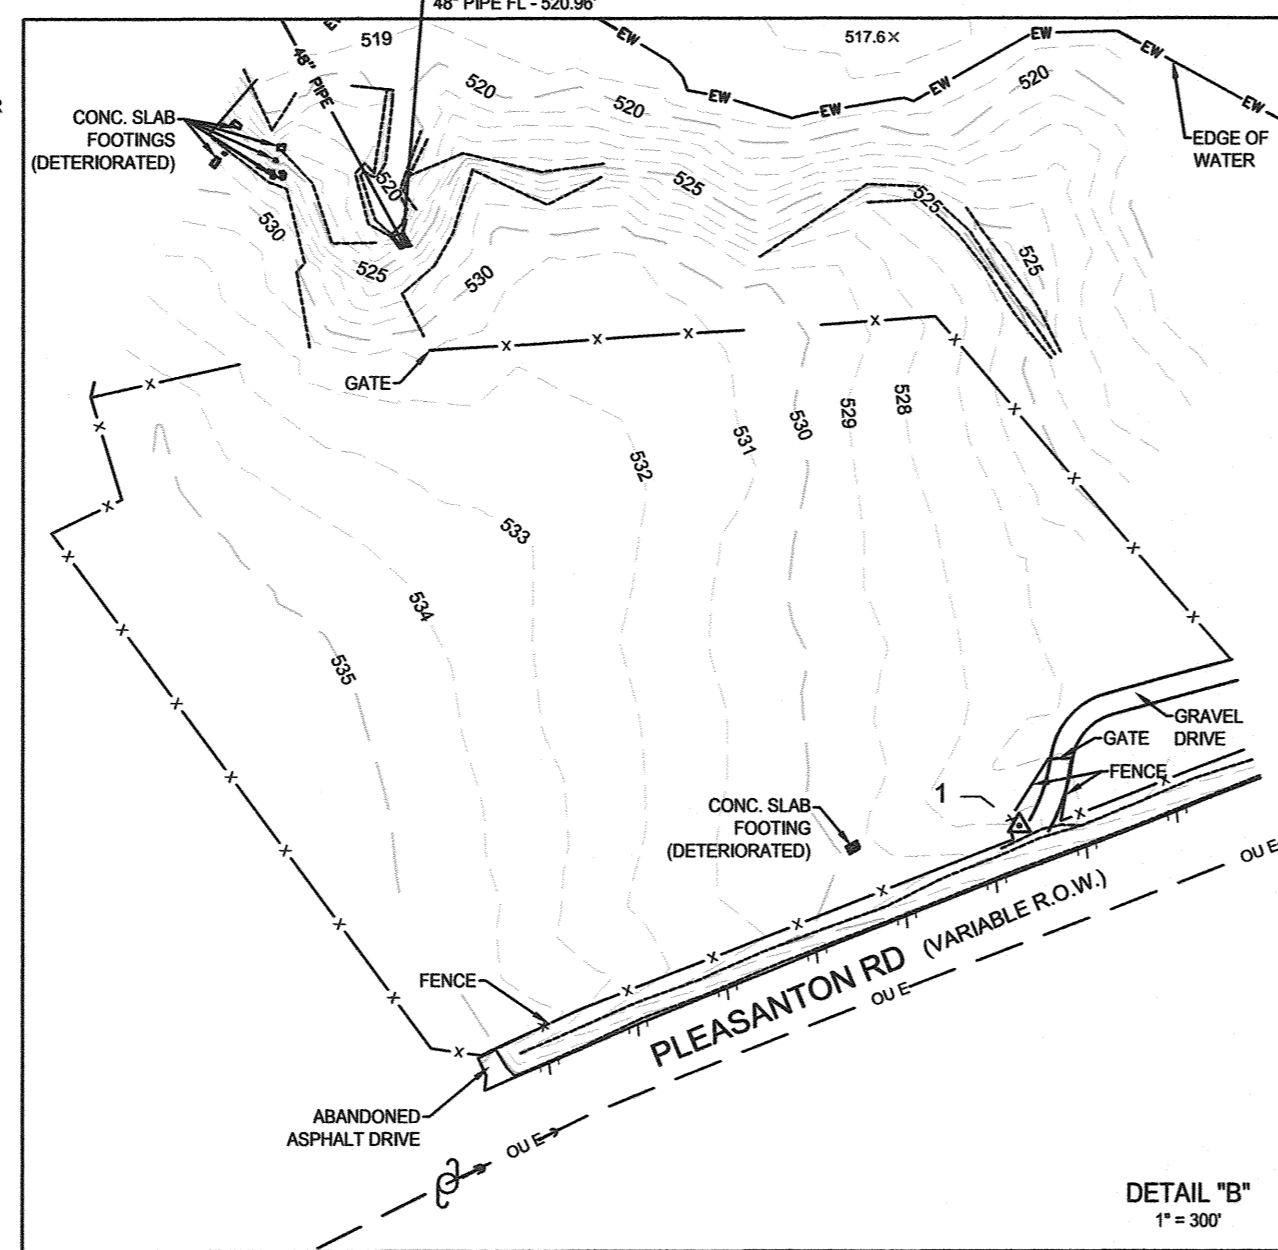 48" PIPE FL - 520.96'
519
48" PIPE
517.6×
EW
EW
EW
EW
EW
EW
EW
520
520
520
CONC. SLAB
FOOTINGS
(DETERIORATED)
EDGE OF
WATER
520
525
525
530
525
530
525
GATE
528
529
530
531
532
533
534
535
GRAVEL
DRIVE
GATE
FENCE
1
CONC. SLAB
FOOTING
(DETERIORATED)
OU E
FENCE
PLEASANTON RD (VARIABLE R.O.W.)
OU E
ABANDONED
ASPHALT DRIVE
OU E
DETAIL "B"
1" = 300'